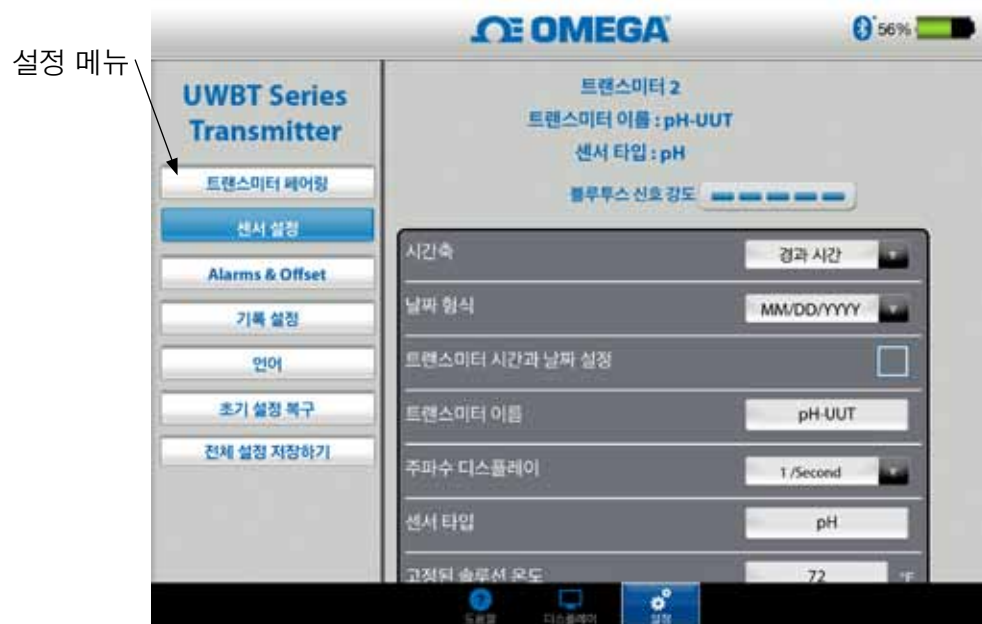 설정 메뉴
OMEGA
56%
UWBT Series
Transmitter
트랜스미터 페어링
센서 설정
Alarms & Offset
기록 설정
언어
초기 설정 복구
전체 설정 저장하기
트랜스미터 2
트랜스미터 이름 : pH-UUT
센서 타입 : pH
블루투스 신호 강도
시간축
경과 시간
날짜 형식
MM/DD/YYYY
트랜스미터 시간과 날짜 설정
트랜스미터 이름
pH-UUT
주파수 디스플레이
1 /Second
센서 타입
pH
고정된 솔루션 온도
72
°F
도움말
디스플레이
설정